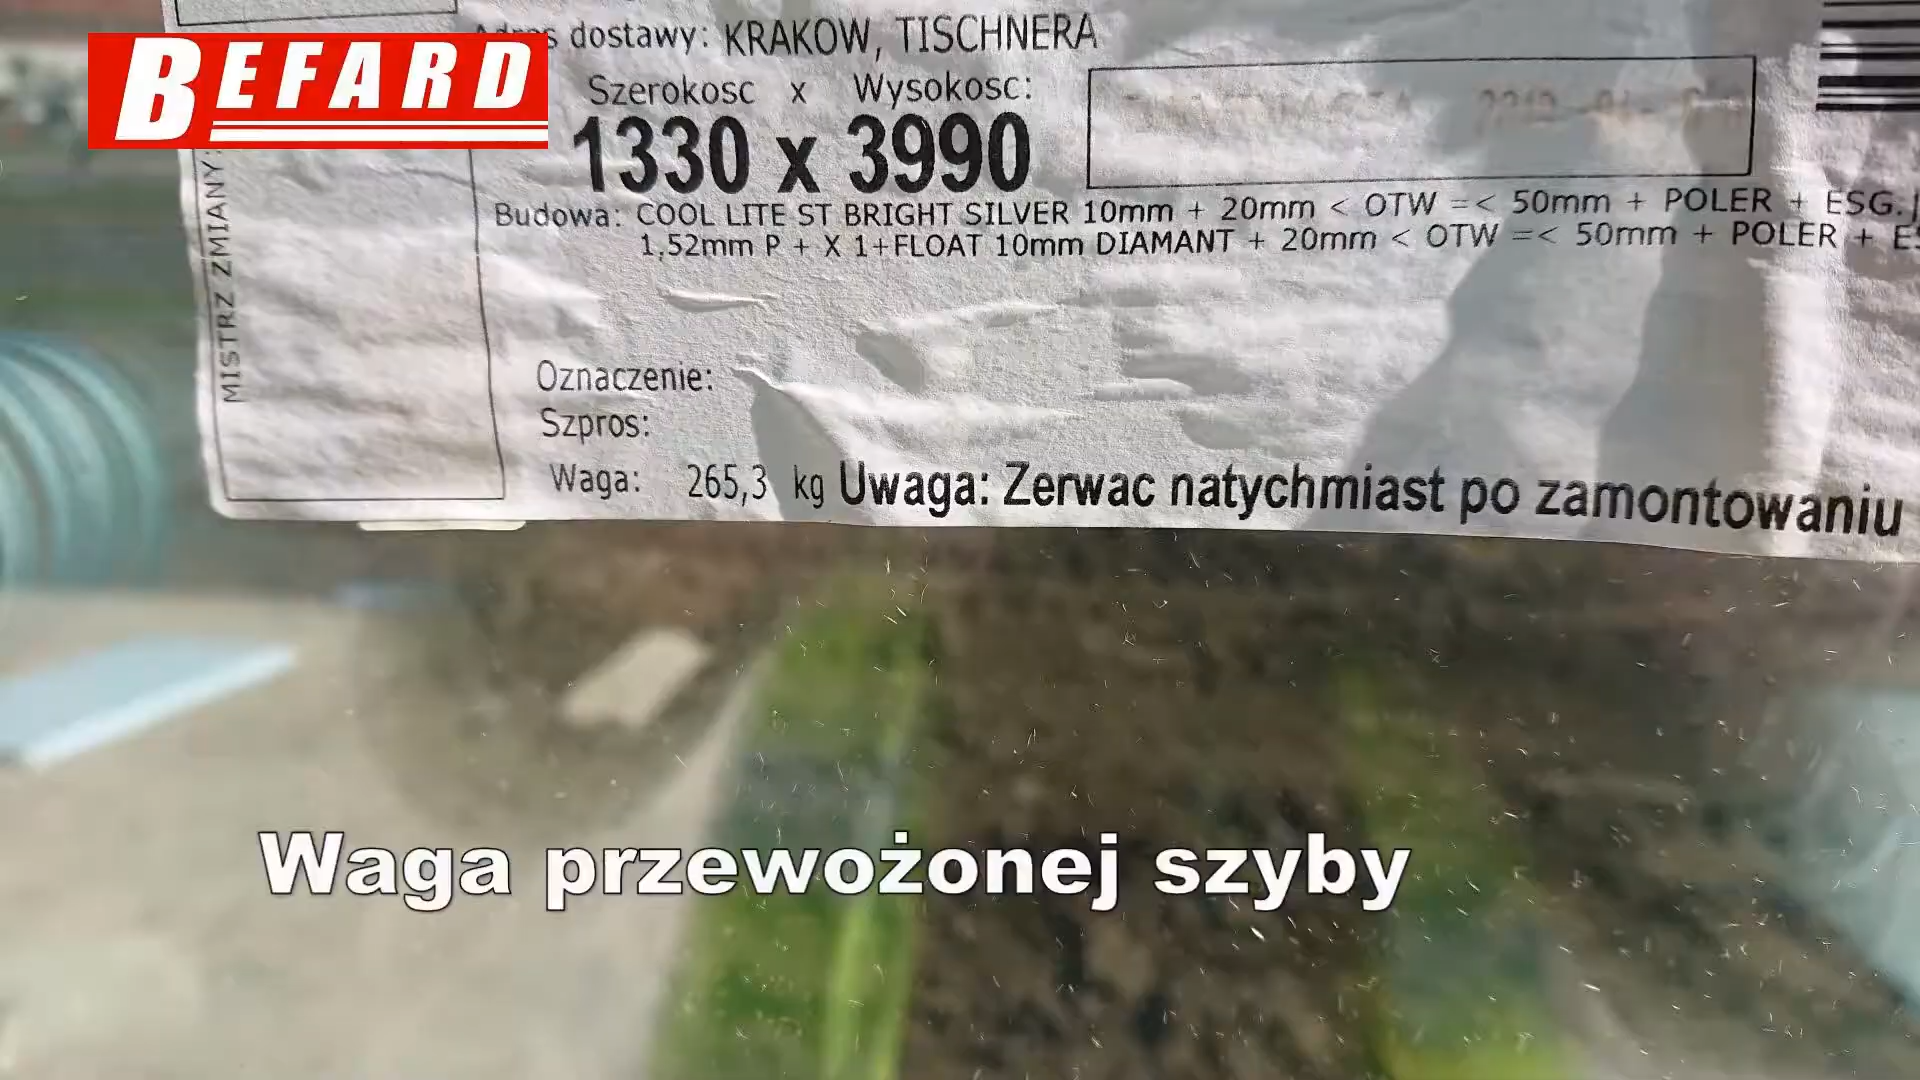 BEFARD
dostawy: KRAKOW, TISCHNERA
Szerokosc x Wysokosc:
1330 x 3990
MISTRZ ZMIANY:
Budowa: COOL LITE ST BRIGHT SILVER 10mm + 20mm < OTW =< 50mm + POLER + ESG.
1,52mm P + X 1+FLOAT 10mm DIAMANT + 20mm < OTW =< 50mm + POLER +
Oznaczenie:
Szpros:
Waga: 265,3 kg Uwaga: Zerwac natychmiast po zamontowaniu
Waga przewożonej szyby